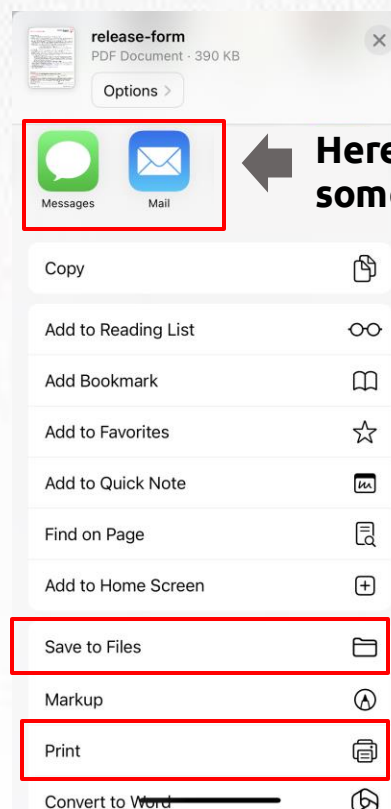 release-form
PDF Document · 390 KB
Options >
Here
some
Messages
Mail
Copy
Add to Reading List
Add Bookmark
Add to Favorites
Add to Quick Note
Find on Page
Add to Home Screen
Save to Files
Markup
Print
Convert to Word